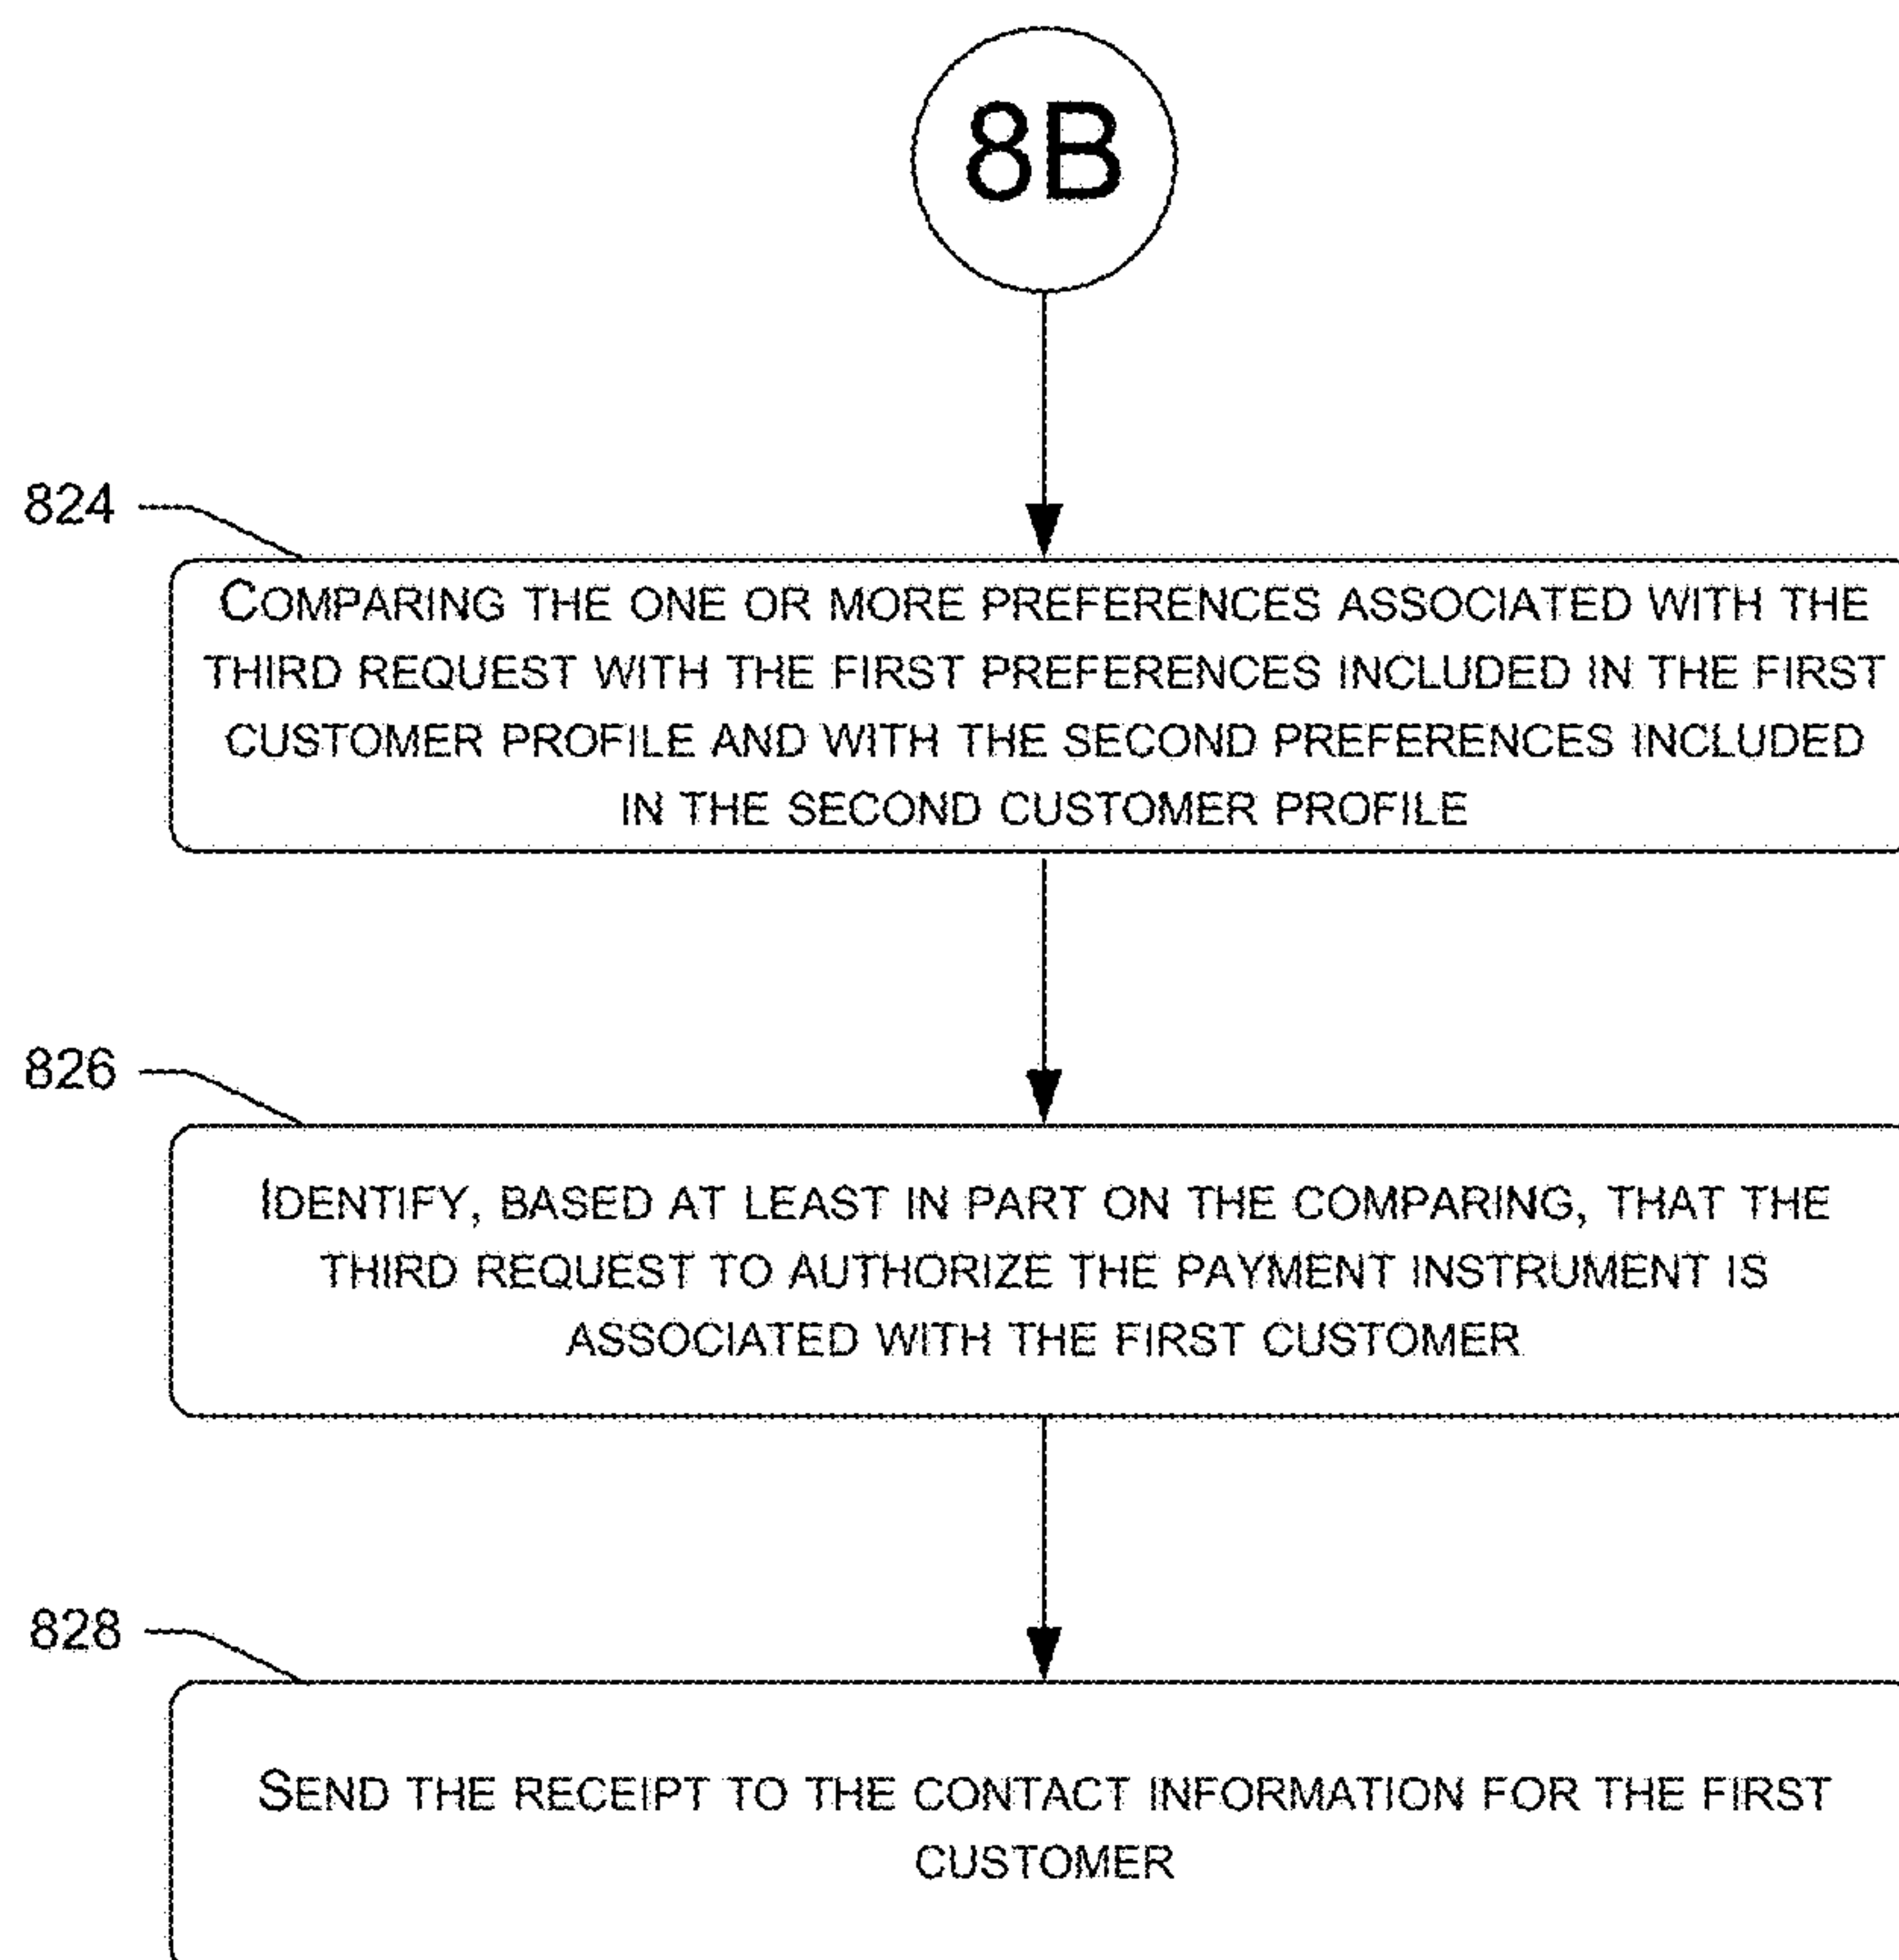 8B
824
COMPARING THE ONE OR MORE PREFERENCES ASSOCIATED WITH THE
THIRD REQUEST WITH THE FIRST PREFERENCES INCLUDED IN THE FIRST
CUSTOMER PROFILE AND WITH THE SECOND PREFERENCES INCLUDED
IN THE SECOND CUSTOMER PROFILE
826
IDENTIFY, BASED AT LEAST IN PART ON THE COMPARING, THAT THE
THIRD REQUEST TO AUTHORIZE THE PAYMENT INSTRUMENT IS
ASSOCIATED WITH THE FIRST CUSTOMER
828
SEND THE RECEIPT TO THE CONTACT INFORMATION FOR THE FIRST
CUSTOMER